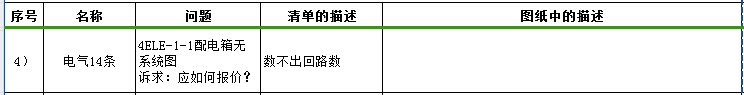 序号 名称 问题 清单的描述 图纸中的描述
4） 电气14条 4ELE-1-1配电箱无系统图 数不出回路数
诉求：应如何报价？